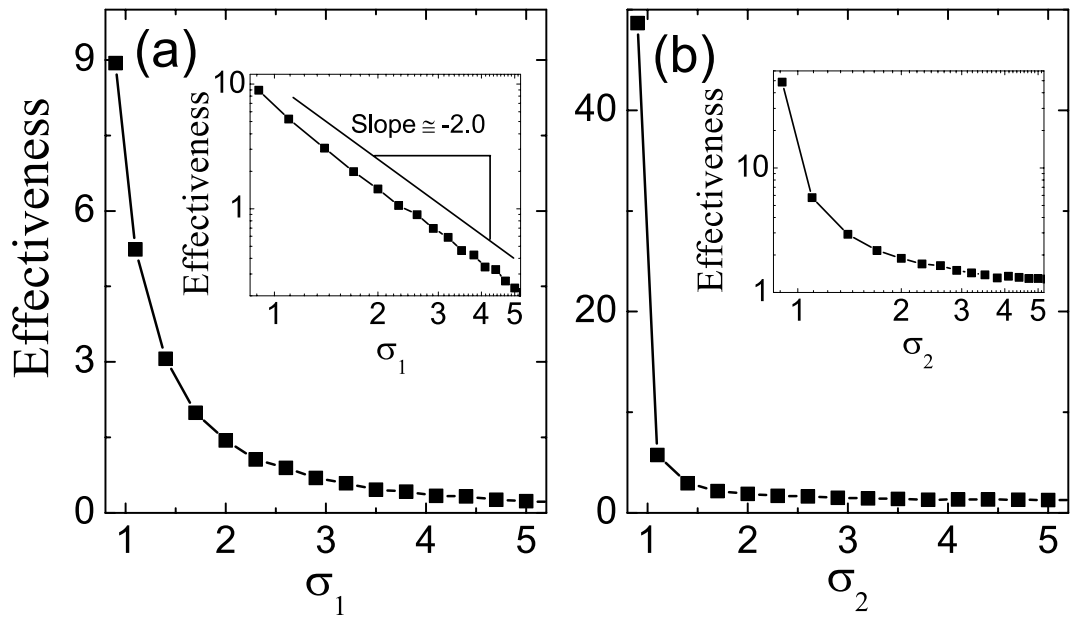 (a)
Effectiveness
9
6
3
0
1 2 3 4 5
σ1
Effectiveness
10
1
Slope ≅ -2.0
1 2 3 4 5
σ1
(b)
40
20
0
1 2 3 4 5
σ2
Effectiveness
10
1
1 2 3 4 5
σ2